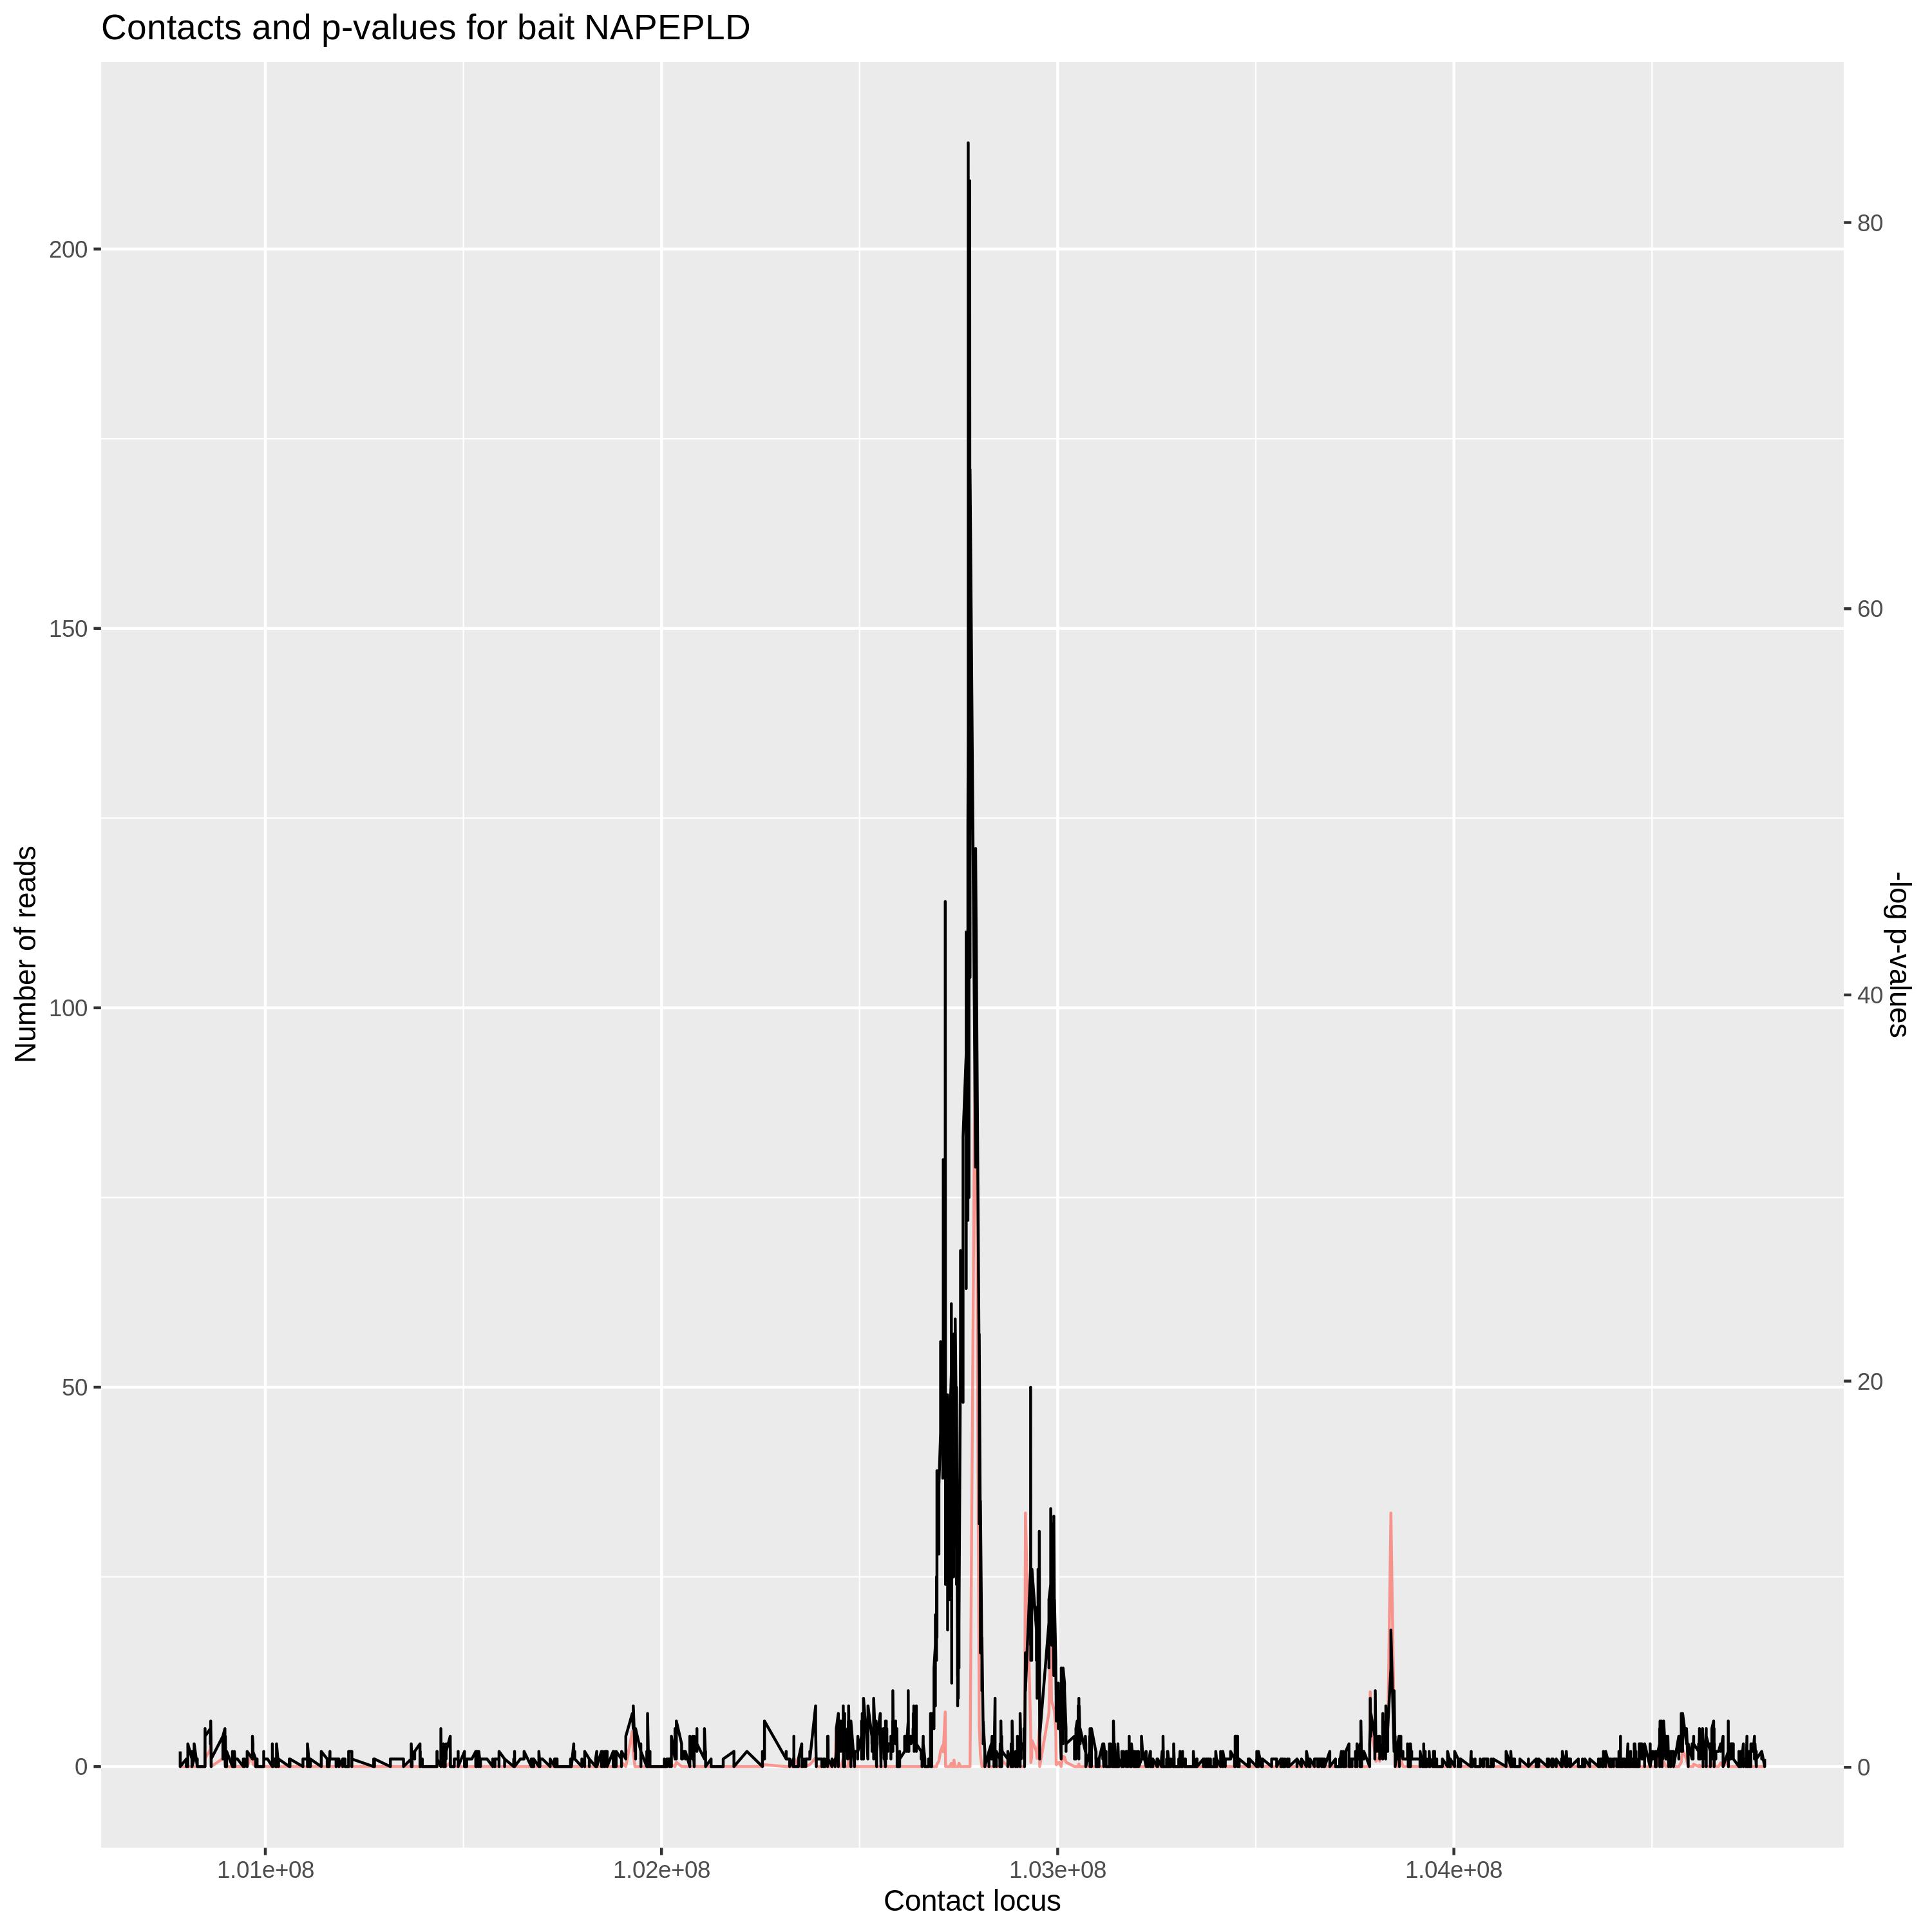 Contacts and p-values for bait NAPEPLD
200
150
100
50
0
80
60
40
20
0
Number of reads
-log p-values
1.01e+08
1.02e+08
1.03e+08
1.04e+08
Contact locus